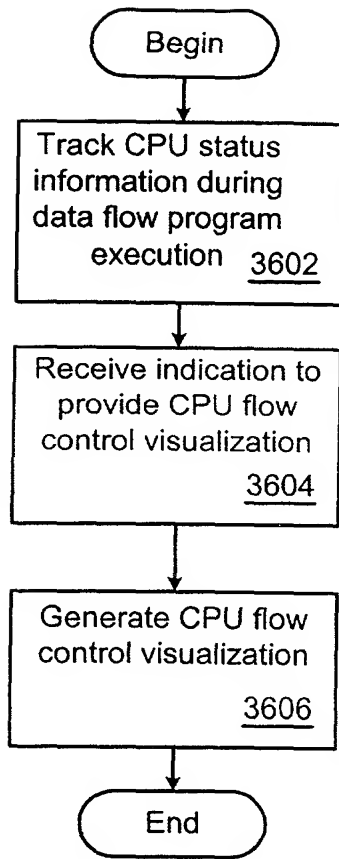 Begin
Track CPU status
information during
data flow program
execution 3602
Receive indication to
provide CPU flow
control visualization
3604
Generate CPU flow
control visualization
3606
End